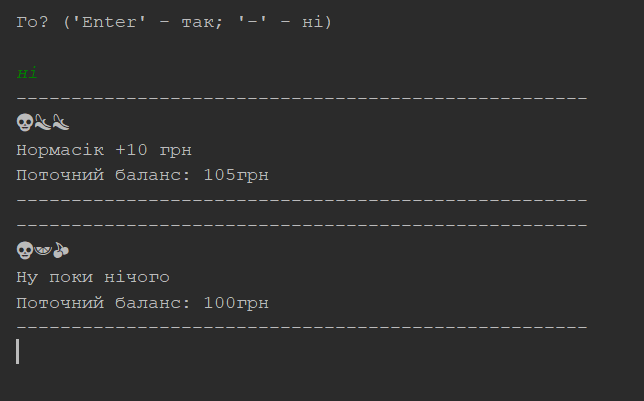 Го? ('Enter' - так; '-' - ні)
ні
----------------------------------------------------
💀🍌🍌
Нормасік +10 грн
Поточний баланс: 105грн
----------------------------------------------------
----------------------------------------------------
💀🍉🍒
Ну поки нічого
Поточний баланс: 100грн
----------------------------------------------------